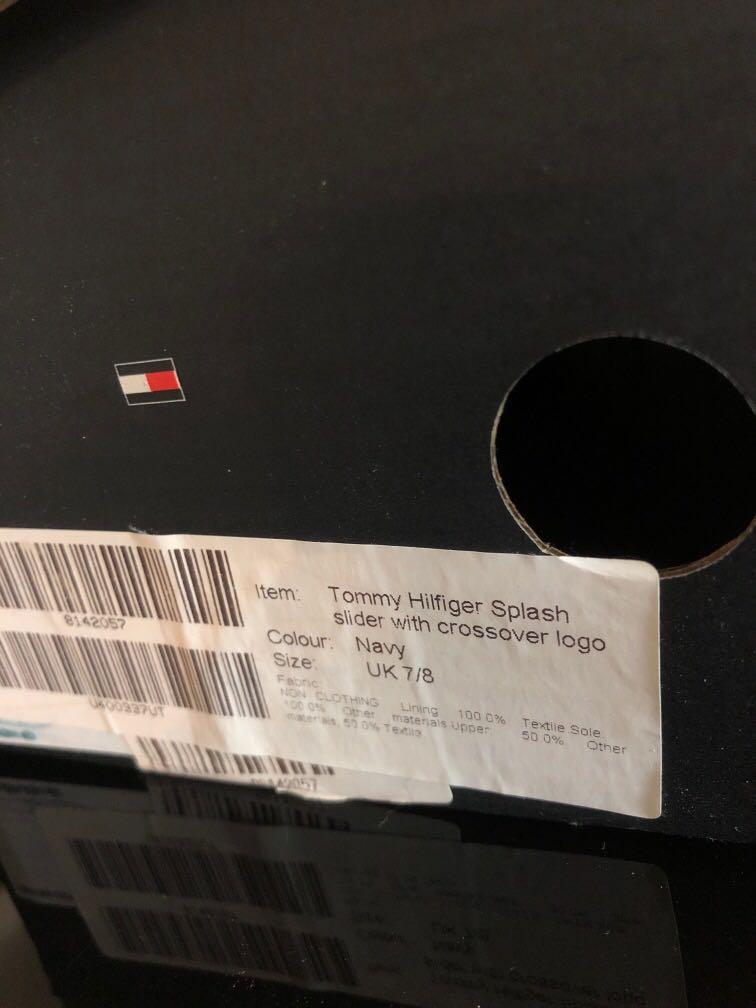 8142057
U400337UT
8142057
Item: Tommy Hilfiger Splash
slider with crossover logo
Colour: Navy
Size: UK 7/8
Fabric
NON CLOTHING Lining 100.0% Textile.Sole.
100.0% Other materials.Upper. 50.0% Other
materials, 50.0% Textile